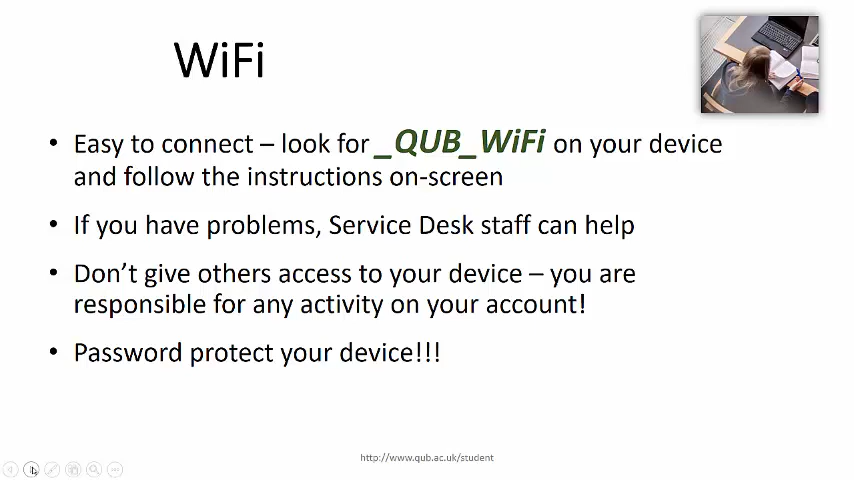 WiFi
• Easy to connect – look for _QUB_WiFi on your device
and follow the instructions on-screen
• If you have problems, Service Desk staff can help
• Don’t give others access to your device – you are
responsible for any activity on your account!
• Password protect your device!!!
http://www.qub.ac.uk/student